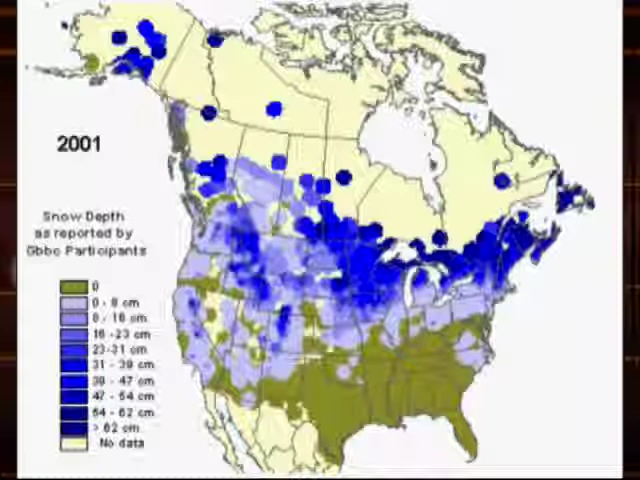 2001
Snow Depth
as reported by
Gbbc Participants
0
0 - 8 cm
8 - 16 cm
16 -23 cm
23-31 cm
31 - 39 cm
39 - 47 cm
47 - 54 cm
54 - 62 cm
> 62 cm
No data